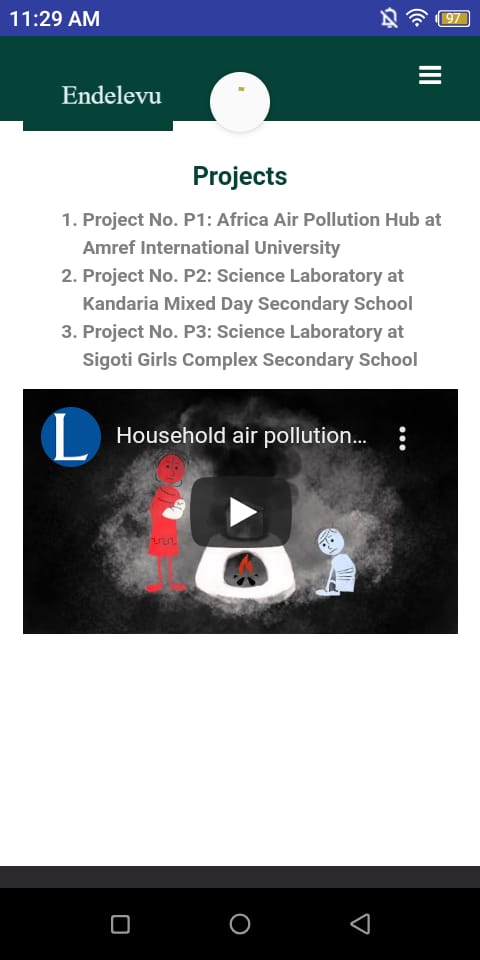 11:29 AM
97
Endelevu
Projects
1. Project No. P1: Africa Air Pollution Hub at
Amref International University
2. Project No. P2: Science Laboratory at
Kandaria Mixed Day Secondary School
3. Project No. P3: Science Laboratory at
Sigoti Girls Complex Secondary School
L
Household air pollution…